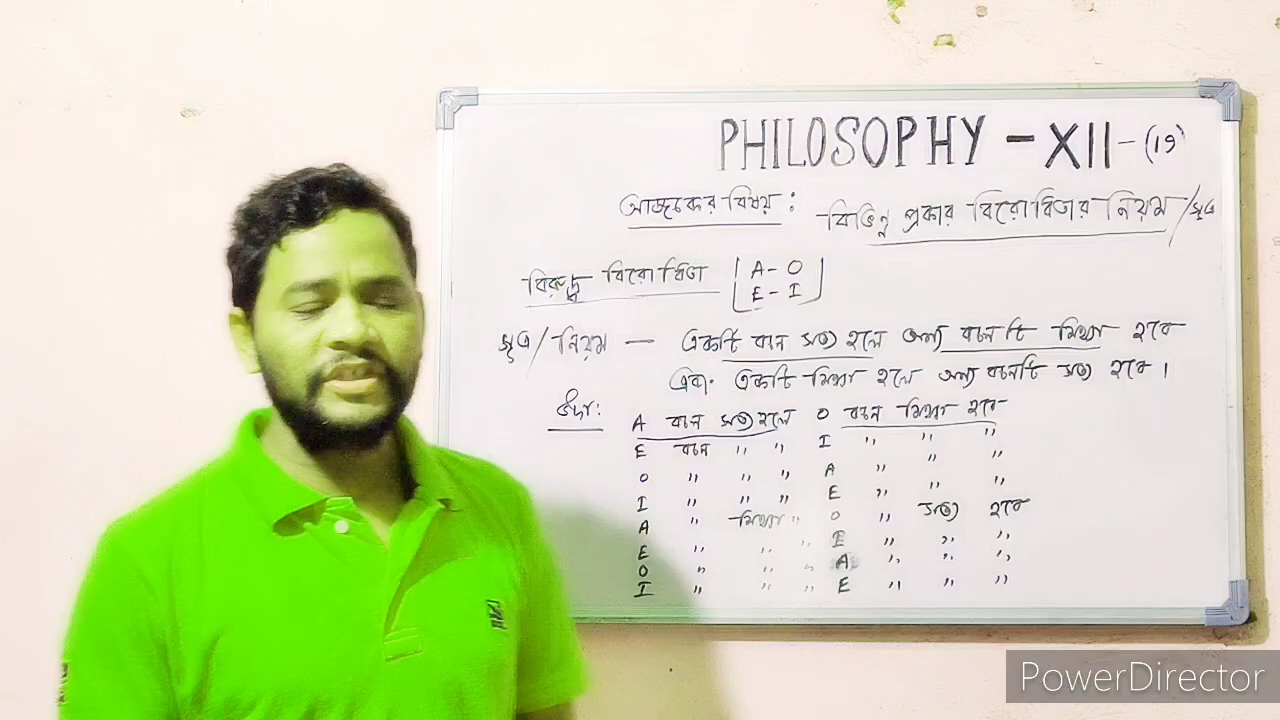 PHILOSOPHY - XII - (19)
আজকের বিষয় : বিভিন্ন প্রকার বিরোধিতার নিয়ম/সূত্র
বিরুদ্ধ বিরোধিতা [A - O
E - I]
সূত্র/নিয়ম — একটি বচন সত্য হলে অন্য বচনটি মিথ্যা হবে
এবং একটি মিথ্যা হলে অন্য বচনটি সত্য হবে।
উদা:
A বচন সত্য হলে O বচন মিথ্যা হবে
E বচন " " I " " "
O " " " A " " "
I " " " E " " "
A " মিথ্যা " O " সত্য হবে
E " " " I " " "
O " " " A " " "
I " " " E " " "
PowerDirector